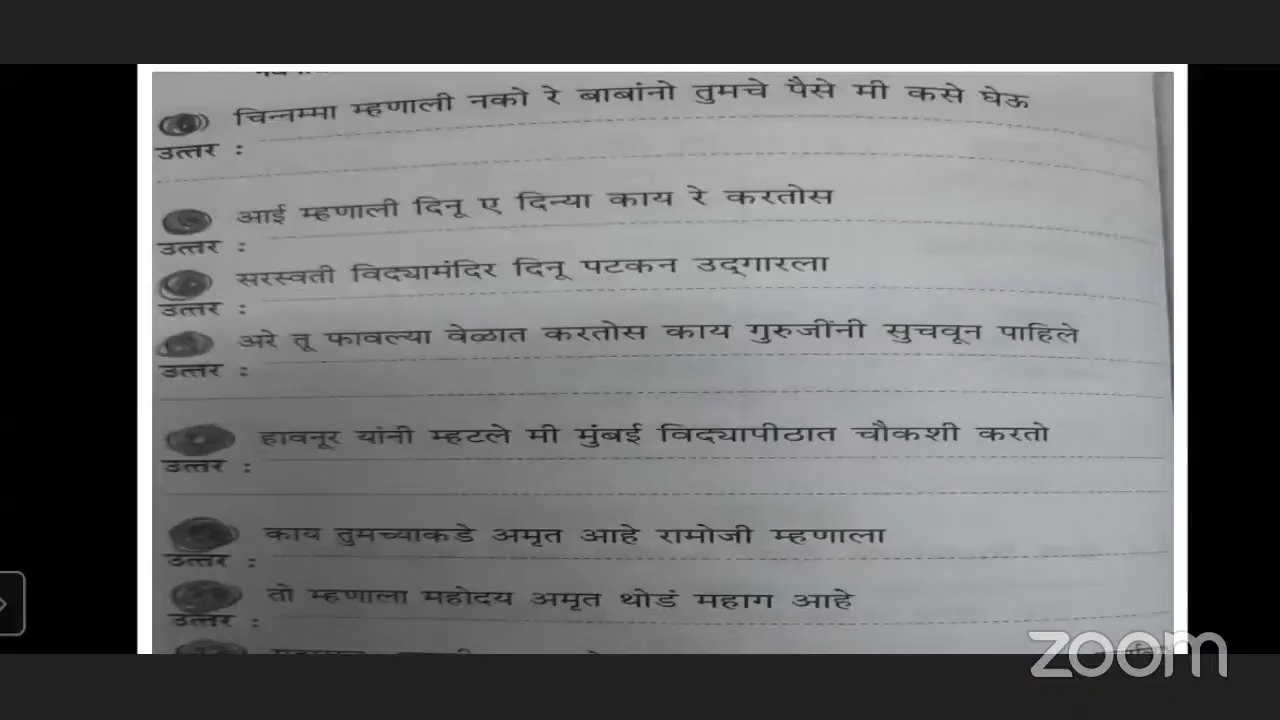 चिन्नम्मा म्हणाली नको रे बाबांनो तुमचे पैसे मी कसे घेऊ
उत्तर :
आई म्हणाली दिनू ए दिन्या काय रे करतोस
उत्तर :
सरस्वती विद्यामंदिर दिनू पटकन उद्‌गारला
उत्तर :
अरे तू फावल्या वेळात करतोस काय गुरुजींनी सुचवून पाहिले
उत्तर :
हावनूर यांनी म्हटले मी मुंबई विद्यापीठात चौकशी करतो
उत्तर :
काय तुमच्याकडे अमृत आहे रामोजी म्हणाला
उत्तर :
तो म्हणाला महोदय अमृत थोडं महाग आहे
उत्तर :
zoom